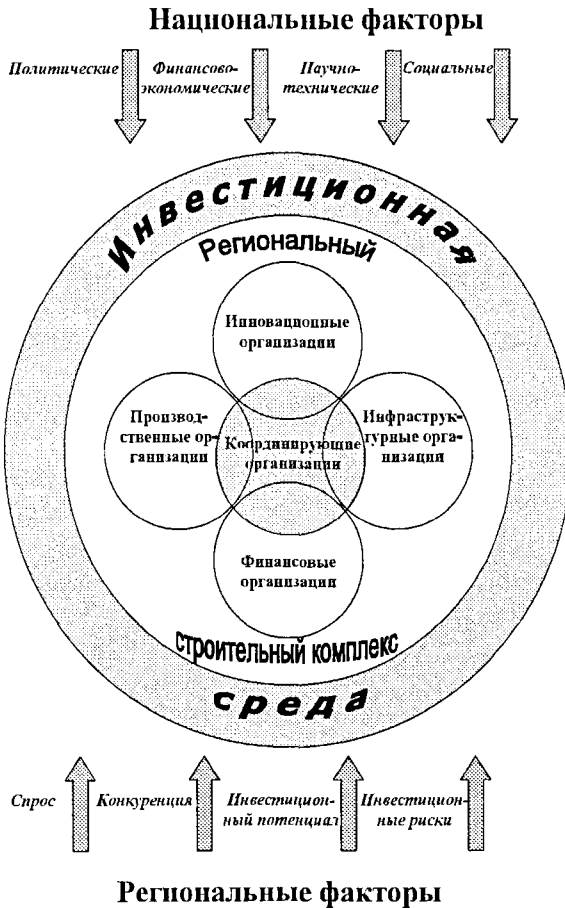 Национальные факторы
Политические
Финансово-
экономические
Научно-
технические
Социальные
Инвестиционная
Региональный
Инновационные
организации
Производ-
ственные ор-
ганизации
Координирующие
организации
Инфраструк-
турные орга-
низации
Финансовые
организации
строительный комплекс
среда
Спрос
Конкуренция
Инвестицион-
ный потенциал
Инвестицион-
ные риски
Региональные факторы